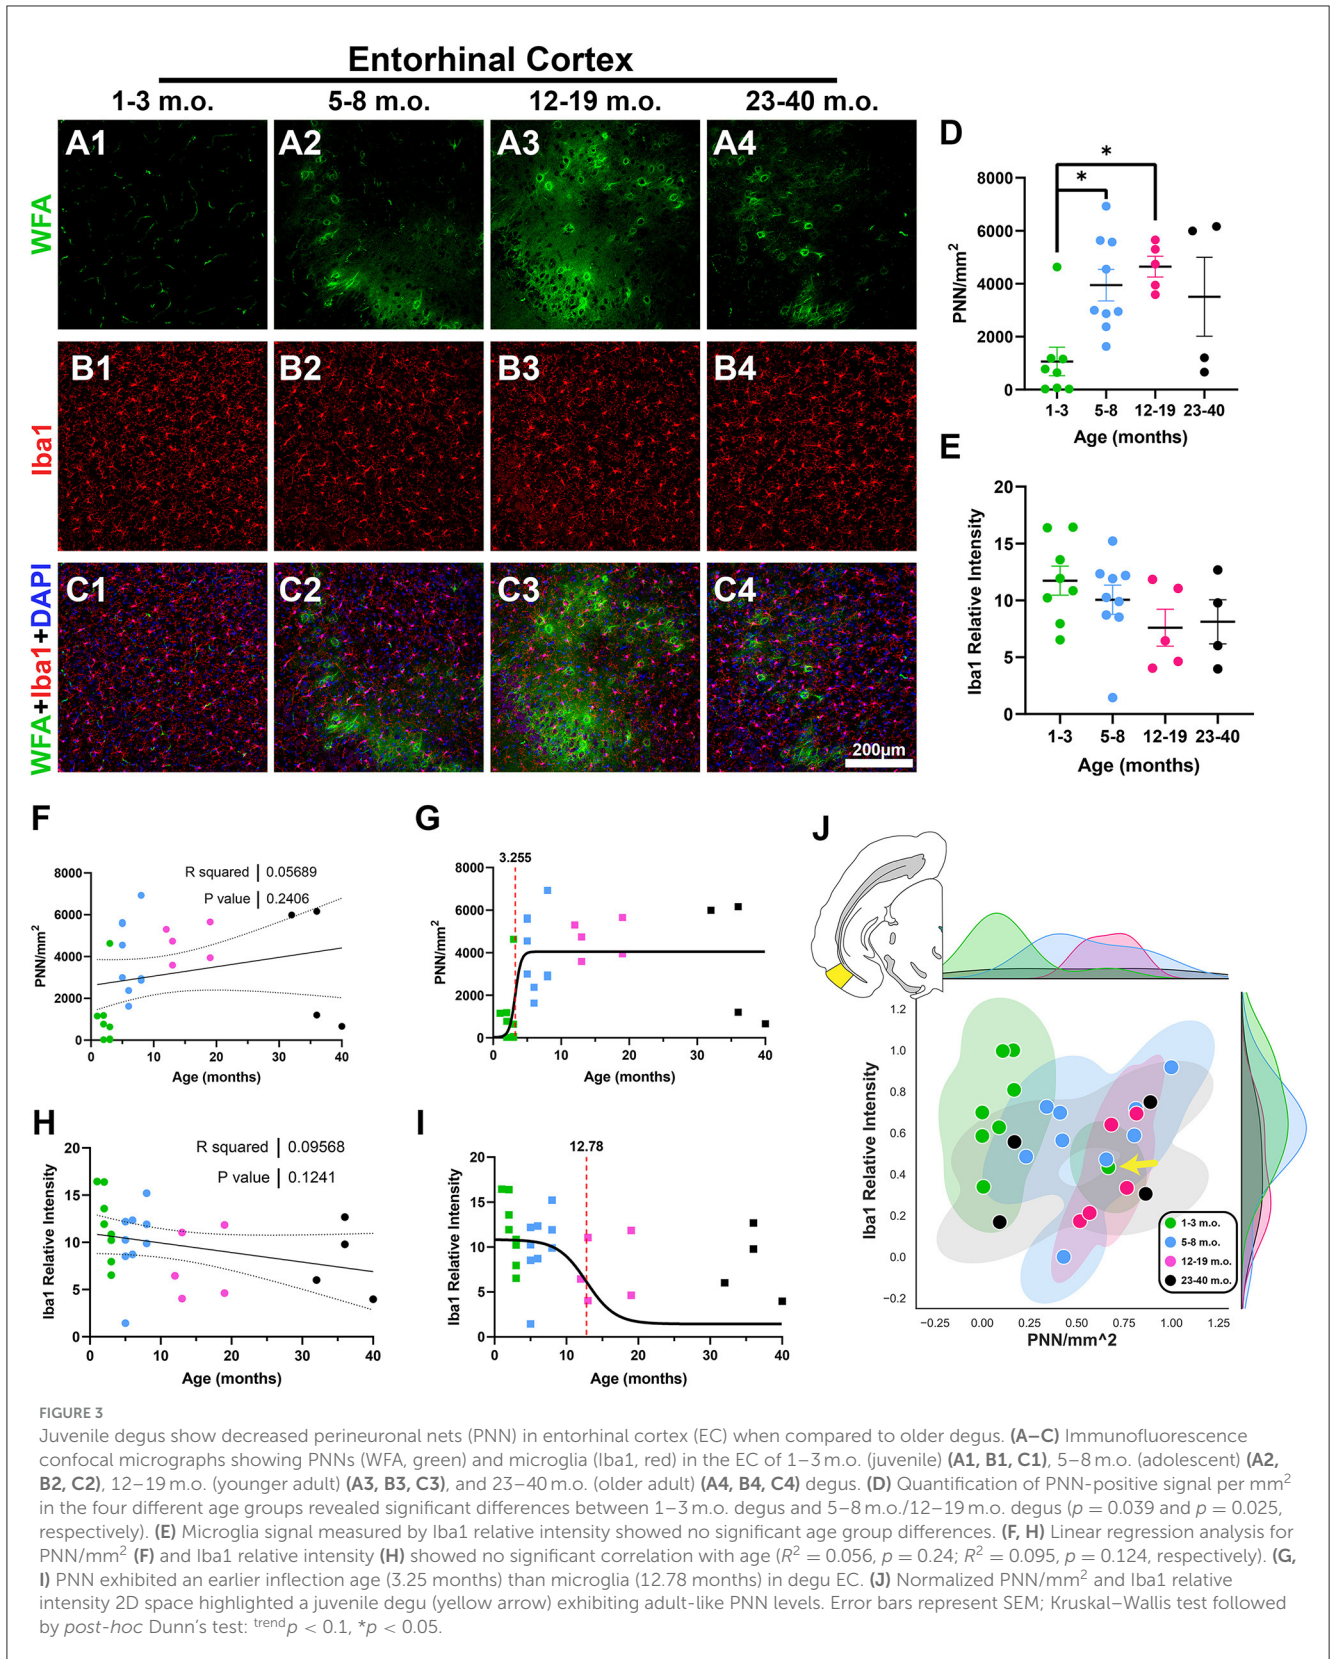 Entorhinal Cortex
1-3 m.o. 5-8 m.o. 12-19 m.o. 23-40 m.o.
WFA
A1 A2 A3 A4
Iba1
B1 B2 B3 B4
WFA+Iba1+DAPI
C1 C2 C3 C4
200µm
D
* *
PNN/mm²
8000
6000
4000
2000
0
1-3 5-8 12-19 23-40
Age (months)
E
Iba1 Relative Intensity
20
15
10
5
0
1-3 5-8 12-19 23-40
Age (months)
F
R squared | 0.05689
P value | 0.2406
PNN/mm²
8000
6000
4000
2000
0
0 10 20 30 40
Age (months)
G
3.255
PNN/mm²
8000
6000
4000
2000
0
0 10 20 30 40
Age (months)
H
R squared | 0.09568
P value | 0.1241
Iba1 Relative Intensity
20
15
10
5
0
0 10 20 30 40
Age (months)
I
12.78
Iba1 Relative Intensity
20
15
10
5
0
0 10 20 30 40
Age (months)
J
Iba1 Relative Intensity
1.2
1.0
0.8
0.6
0.4
0.2
0.0
−0.2
1-3 m.o.
5-8 m.o.
12-19 m.o.
23-40 m.o.
−0.25 0.00 0.25 0.50 0.75 1.00 1.25
PNN/mm^2
FIGURE 3
Juvenile degus show decreased perineuronal nets (PNN) in entorhinal cortex (EC) when compared to older degus. (A–C) Immunofluorescence
confocal micrographs showing PNNs (WFA, green) and microglia (Iba1, red) in the EC of 1–3 m.o. (juvenile) (A1, B1, C1), 5–8 m.o. (adolescent) (A2,
B2, C2), 12–19 m.o. (younger adult) (A3, B3, C3), and 23–40 m.o. (older adult) (A4, B4, C4) degus. (D) Quantification of PNN-positive signal per mm²
in the four different age groups revealed significant differences between 1–3 m.o. degus and 5–8 m.o./12–19 m.o. degus (p = 0.039 and p = 0.025,
respectively). (E) Microglia signal measured by Iba1 relative intensity showed no significant age group differences. (F, H) Linear regression analysis for
PNN/mm² (F) and Iba1 relative intensity (H) showed no significant correlation with age (R² = 0.056, p = 0.24; R² = 0.095, p = 0.124, respectively). (G,
I) PNN exhibited an earlier inflection age (3.25 months) than microglia (12.78 months) in degu EC. (J) Normalized PNN/mm² and Iba1 relative
intensity 2D space highlighted a juvenile degu (yellow arrow) exhibiting adult-like PNN levels. Error bars represent SEM; Kruskal–Wallis test followed
by post-hoc Dunn's test: trend p < 0.1, *p < 0.05.